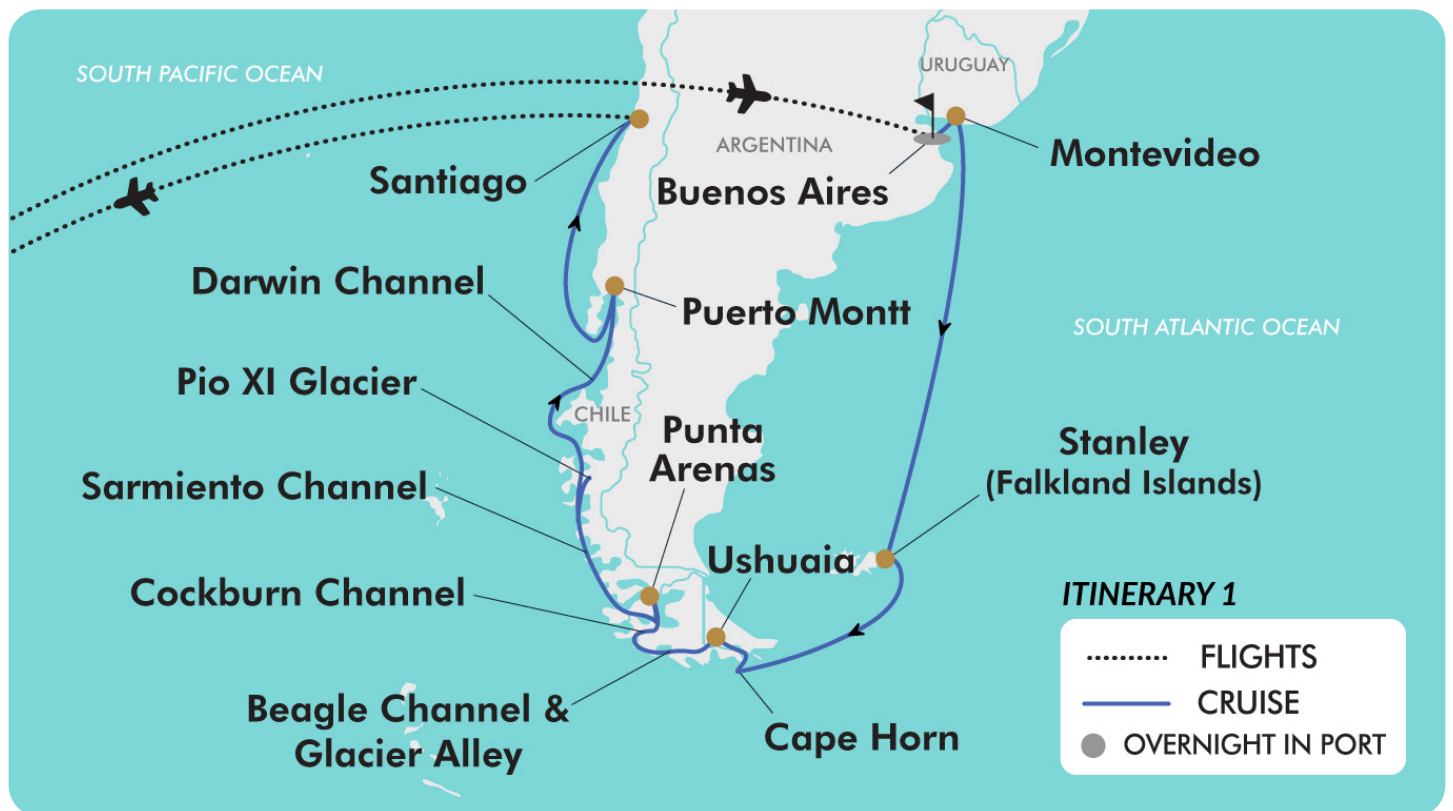 SOUTH PACIFIC OCEAN
URUGUAY
ARGENTINA
Montevideo
Santiago
Buenos Aires
Darwin Channel
Puerto Montt
SOUTH ATLANTIC OCEAN
Pio XI Glacier
CHILE
Punta
Arenas
Stanley
(Falkland Islands)
Sarmiento Channel
Ushuaia
Cockburn Channel
Beagle Channel &
Glacier Alley
Cape Horn
ITINERARY 1
FLIGHTS
CRUISE
OVERNIGHT IN PORT